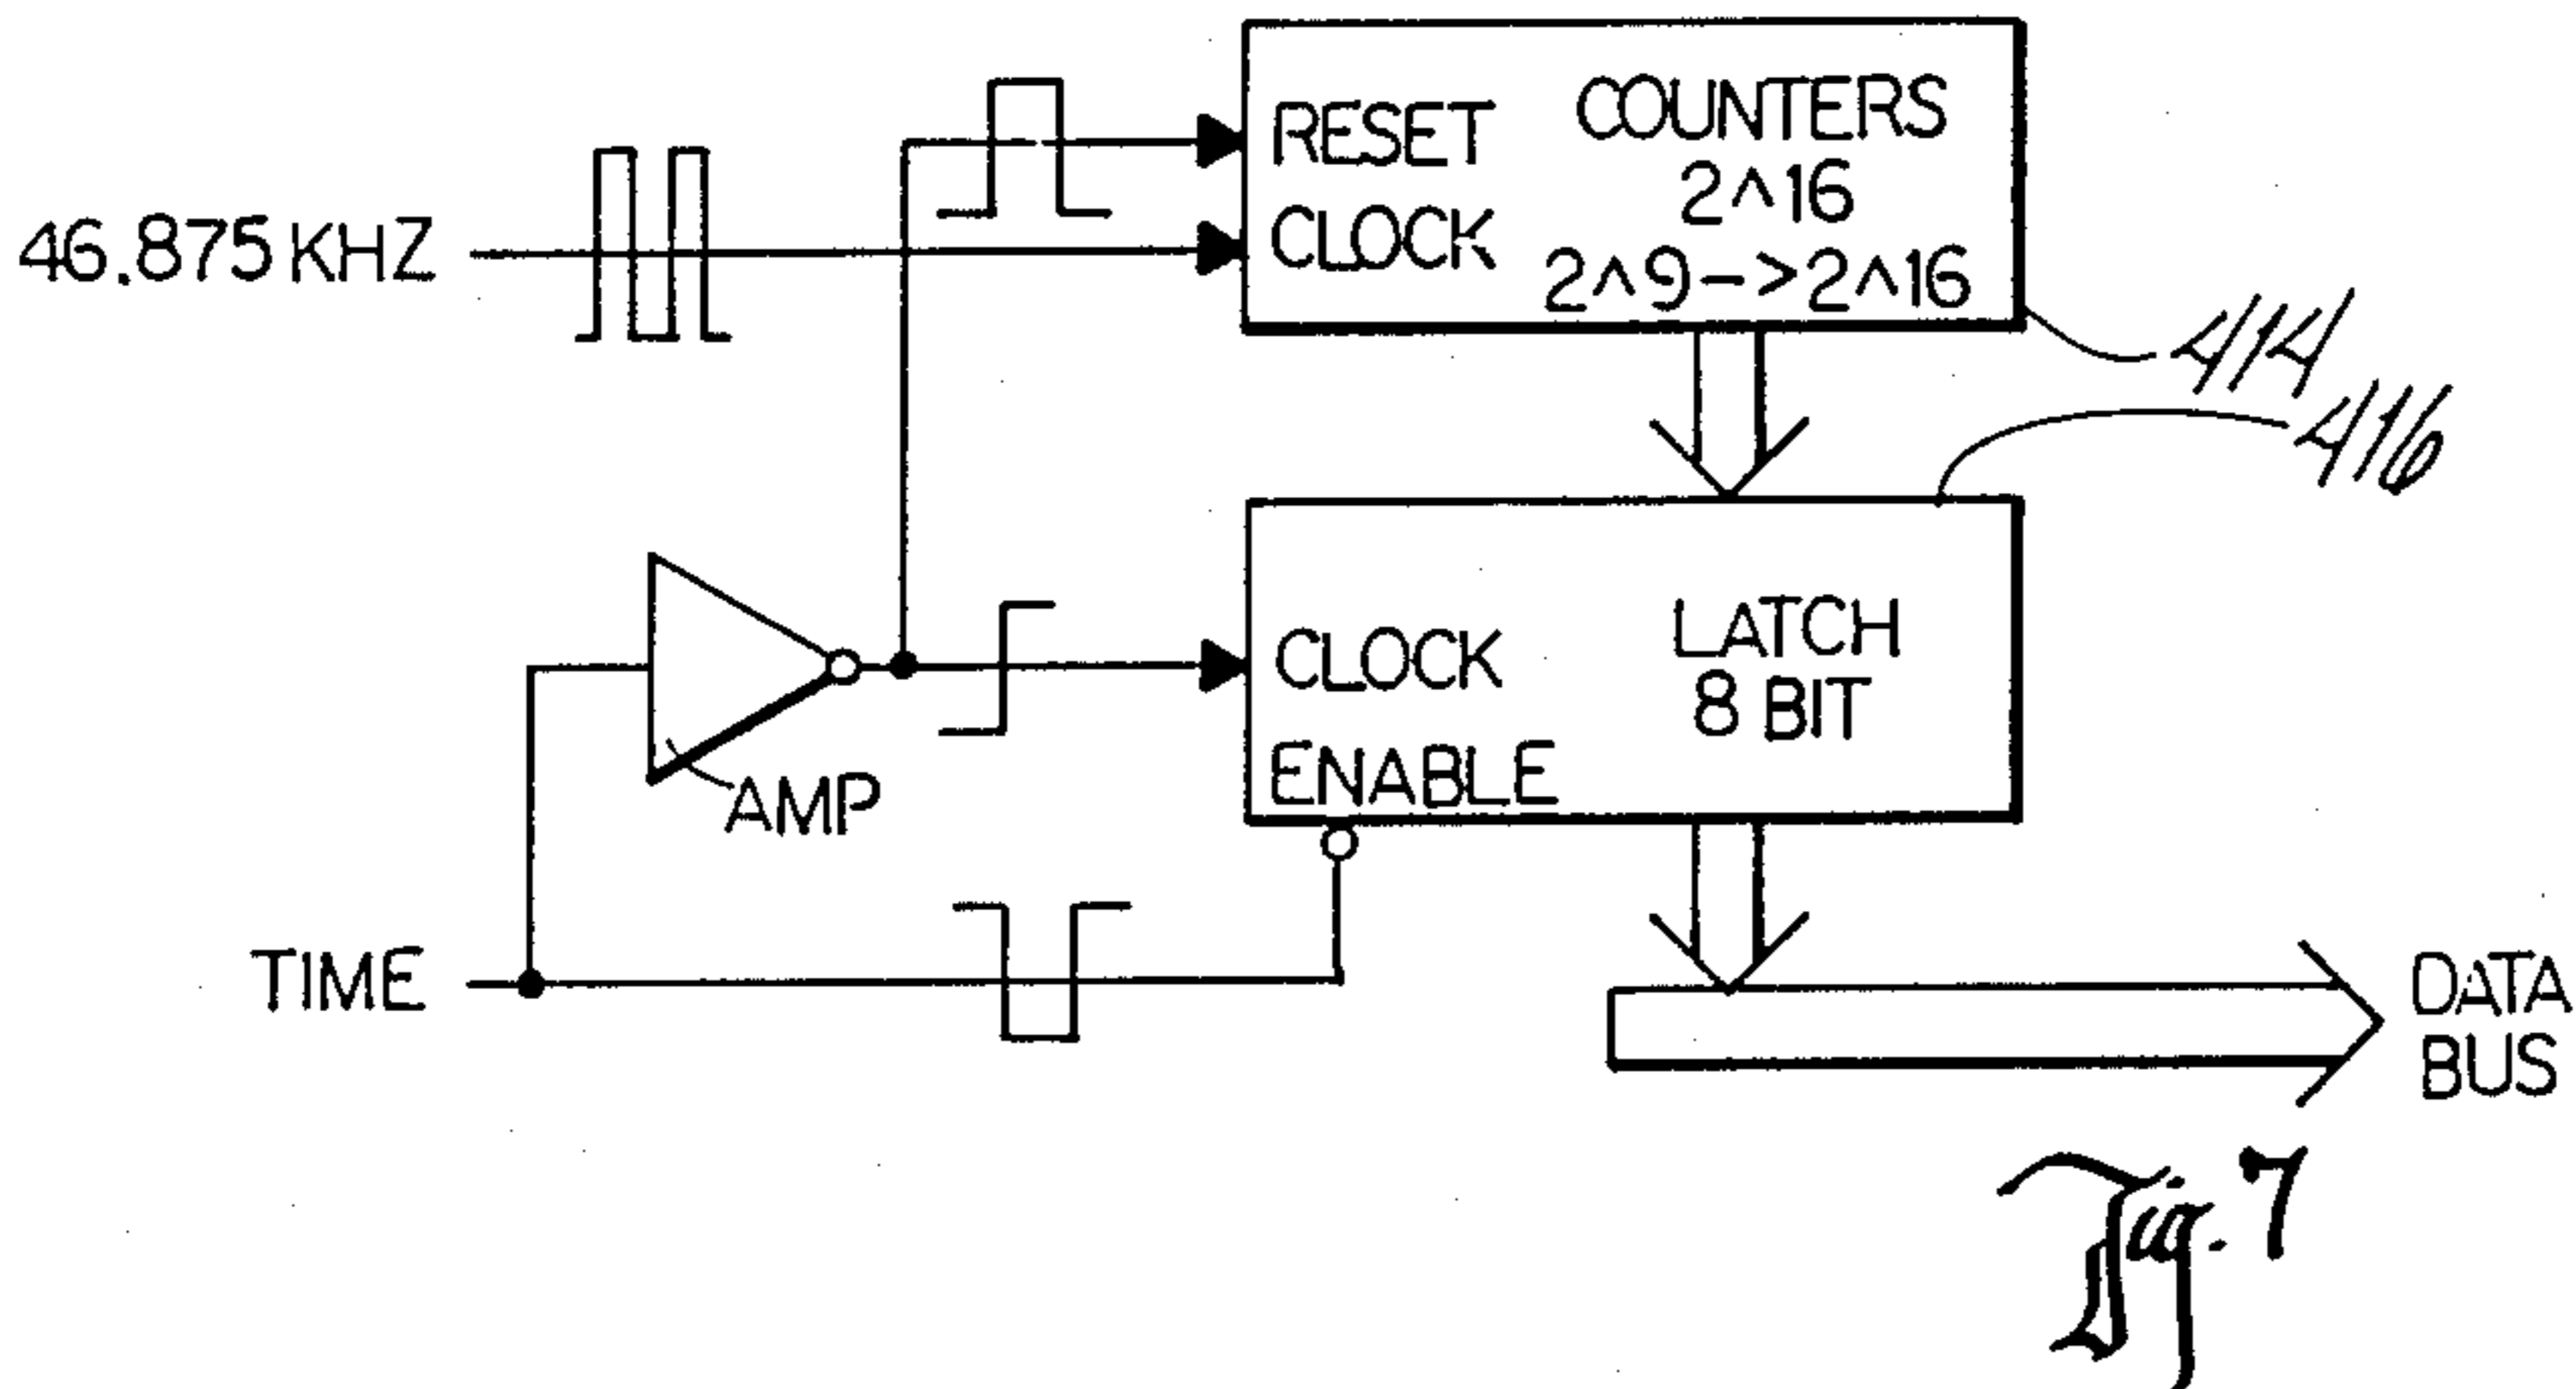 46.875 KHZ
RESET
CLOCK
COUNTERS
2^16
2^9->2^16
414
416
AMP
CLOCK
ENABLE
LATCH
8 BIT
TIME
DATA
BUS
Fig. 7